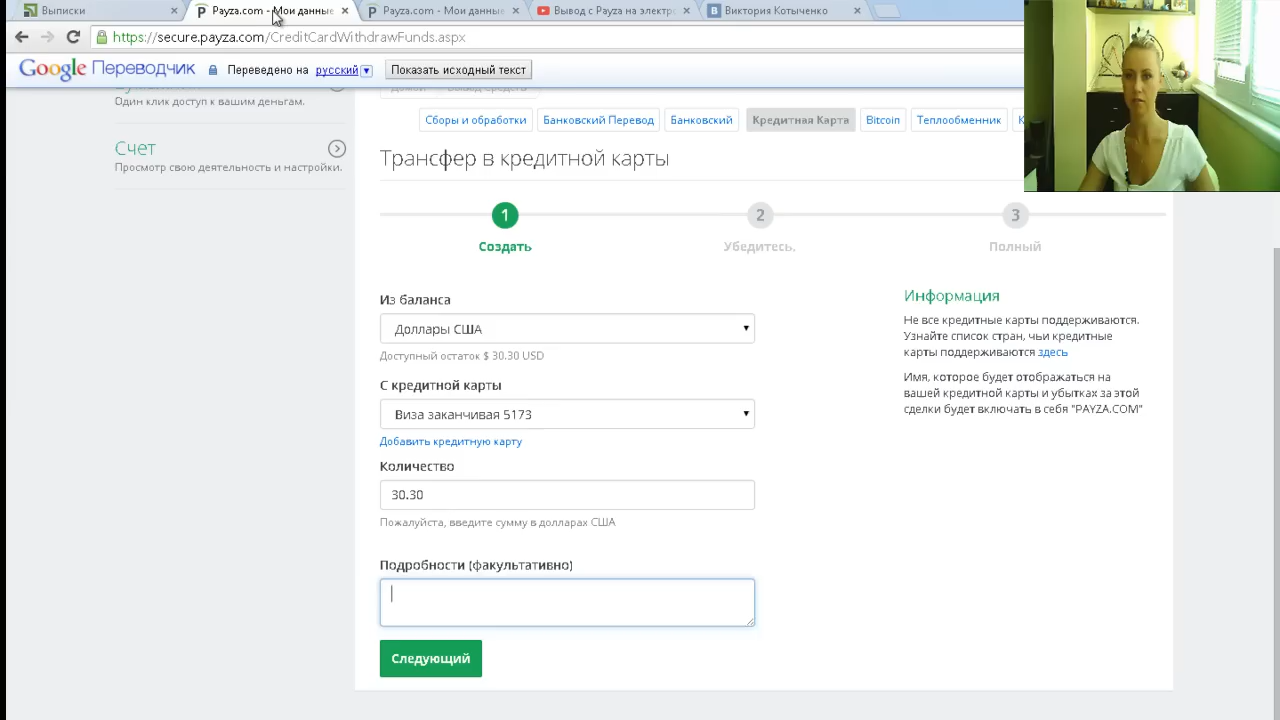 Выписки
Payza.com - Мои данные
Payza.com - Мои данны
Вывод с Payza на электро
Виктория Котыченко
https://secure.payza.com/CreditCardWithdrawFunds.aspx
Google Переводчик
Переведено на русский
Показать исходный текст
Один клик доступ к вашим деньгам.
Счет
Просмотр свою деятельность и настройки.
Сборы и обработки
Банковский Перевод
Банковский
Кредитная Карта
Bitcoin
Теплообменник
Трансфер в кредитной карты
1
2
3
Создать
Убедитесь.
Полный
Из баланса
Доллары США
Доступный остаток $ 30.30 USD
С кредитной карты
Виза заканчивая 5173
Добавить кредитную карту
Количество
30.30
Пожалуйста, введите сумму в долларах США
Подробности (факультативно)
Следующий
Информация
Не все кредитные карты поддерживаются.
Узнайте список стран, чьи кредитные
карты поддерживаются здесь
Имя, которое будет отображаться на
вашей кредитной карты и убытках за этой
сделки будет включать в себя "PAYZA.COM"